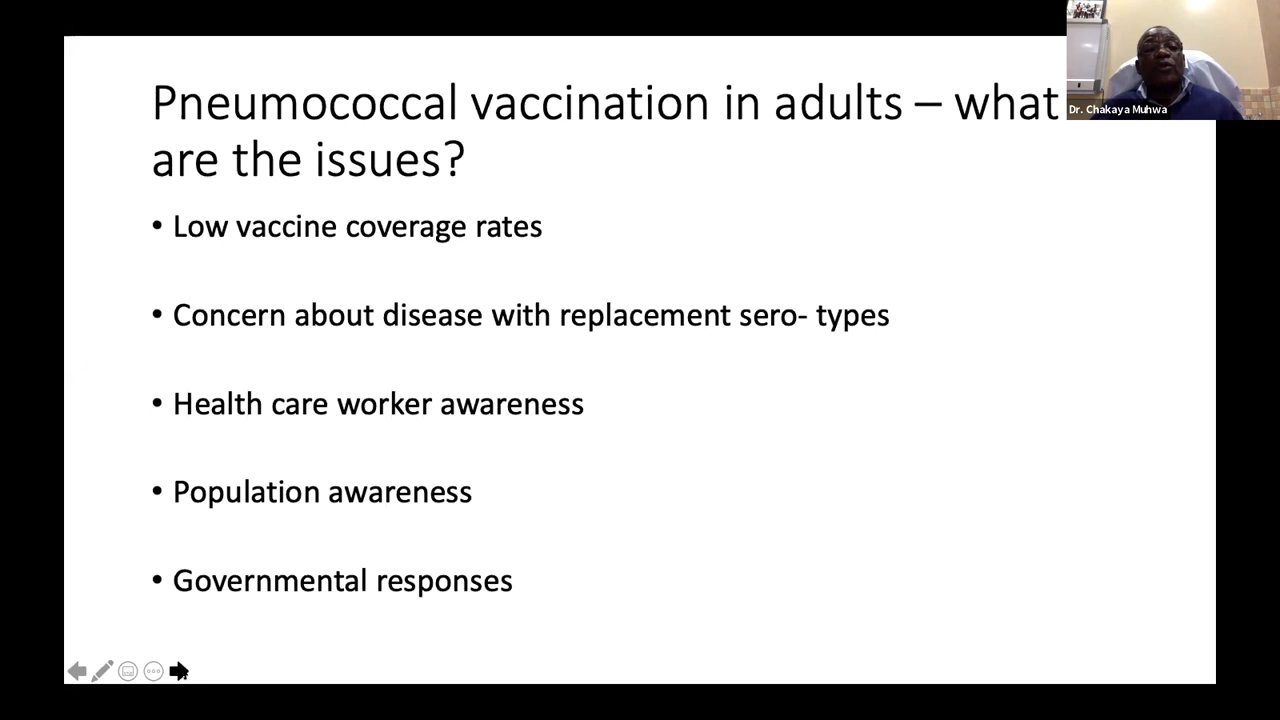 Pneumococcal vaccination in adults – what
are the issues?
Dr. Chakaya Muhwa
• Low vaccine coverage rates
• Concern about disease with replacement sero- types
• Health care worker awareness
• Population awareness
• Governmental responses